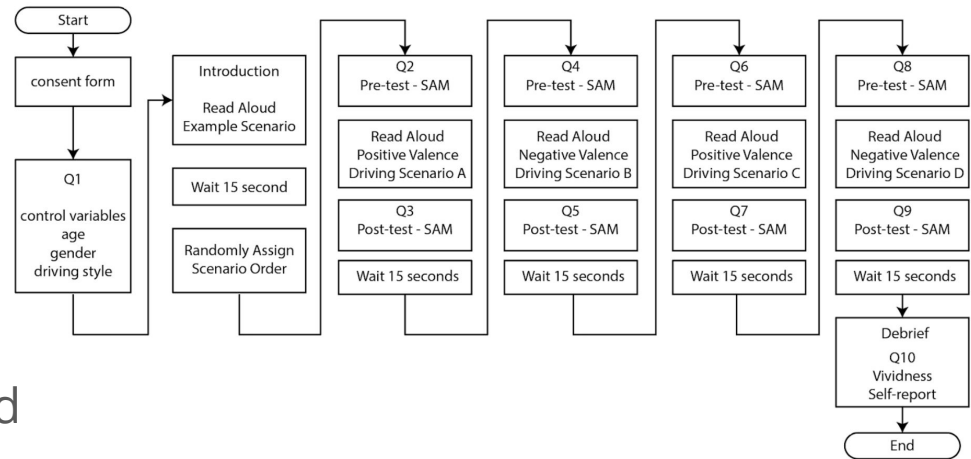 Start
consent form
Q1
control variables
age
gender
driving style
Introduction
Read Aloud
Example Scenario
Wait 15 second
Randomly Assign
Scenario Order
Q2
Pre-test - SAM
Read Aloud
Positive Valence
Driving Scenario A
Q3
Post-test - SAM
Wait 15 seconds
Q4
Pre-test - SAM
Read Aloud
Negative Valence
Driving Scenario B
Q5
Post-test - SAM
Wait 15 seconds
Q6
Pre-test - SAM
Read Aloud
Positive Valence
Driving Scenario C
Q7
Post-test - SAM
Wait 15 seconds
Q8
Pre-test - SAM
Read Aloud
Negative Valence
Driving Scenario D
Q9
Post-test - SAM
Wait 15 seconds
Debrief
Q10
Vividness
Self-report
End
d